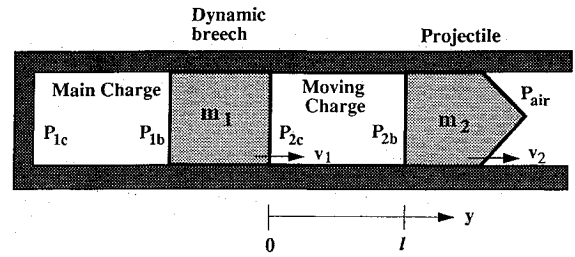 Dynamic
breech
Projectile
Main Charge
Moving
Charge
P1c
P1b
m1
P2c
P2b
m2
Pair
v1
v2
y
0
l